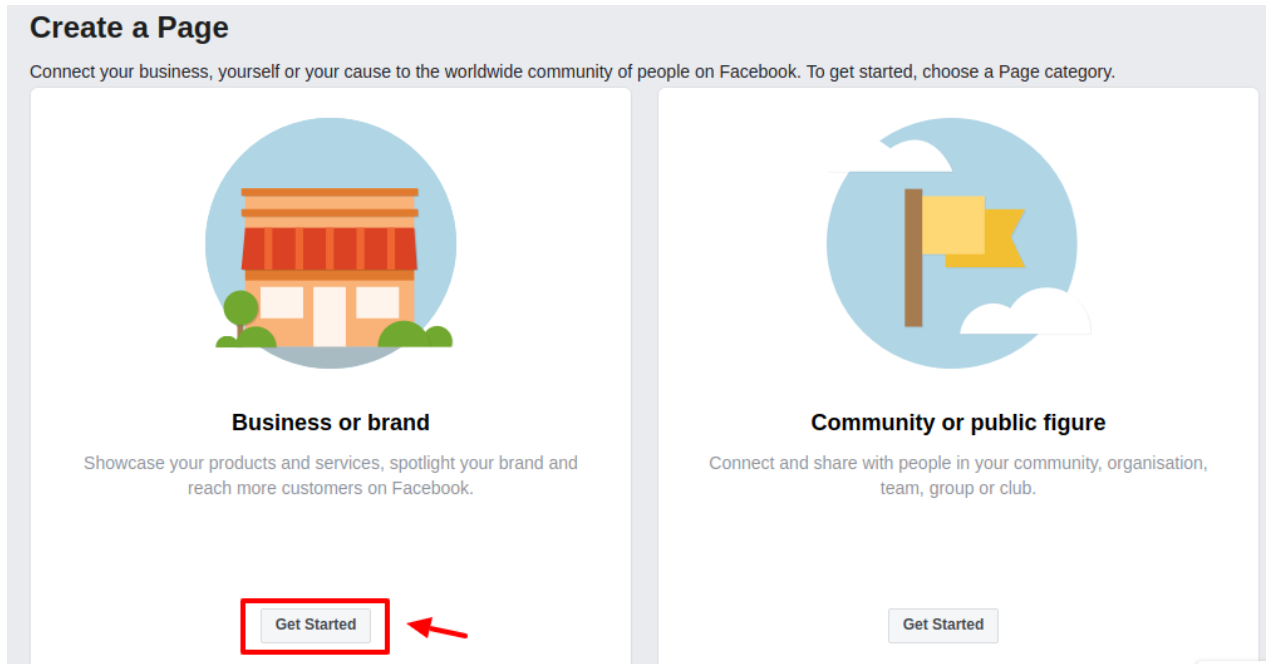 Create a Page
Connect your business, yourself or your cause to the worldwide community of people on Facebook. To get started, choose a Page category.
Business or brand
Showcase your products and services, spotlight your brand and
reach more customers on Facebook.
Get Started
Community or public figure
Connect and share with people in your community, organisation,
team, group or club.
Get Started